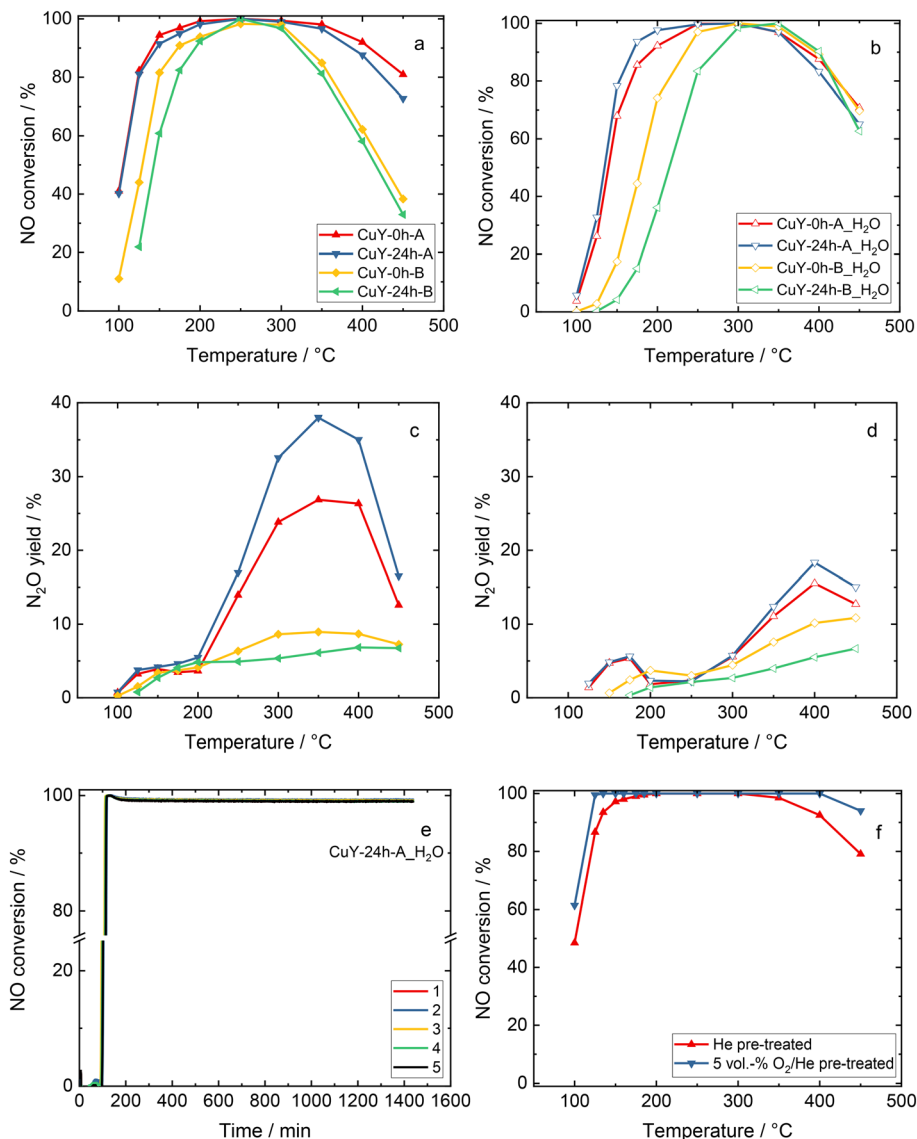 a
NO conversion / %
100
80
60
40
20
0
100 200 300 400 500
Temperature / °C
CuY-0h-A
CuY-24h-A
CuY-0h-B
CuY-24h-B
b
NO conversion / %
100
80
60
40
20
0
100 200 300 400 500
Temperature / °C
CuY-0h-A_H₂O
CuY-24h-A_H₂O
CuY-0h-B_H₂O
CuY-24h-B_H₂O
c
N₂O yield / %
40
30
20
10
0
100 200 300 400 500
Temperature / °C
d
N₂O yield / %
40
30
20
10
0
0 100 200 300 400 500
Temperature / °C
e
CuY-24h-A_H₂O
NO conversion / %
100
80
20
0
0 200 400 600 800 1000 1200 1400 1600
Time / min
1
2
3
4
5
f
NO conversion / %
100
80
60
40
20
0
100 200 300 400 500
Temperature / °C
He pre-treated
5 vol.-% O₂/He pre-treated